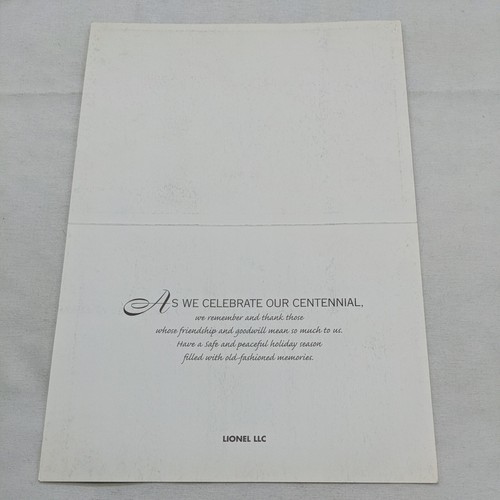 AS WE CELEBRATE OUR CENTENNIAL,
we remember and thank those
whose friendship and goodwill mean so much to us.
Have a safe and peaceful holiday season
filled with old-fashioned memories.
LIONEL LLC